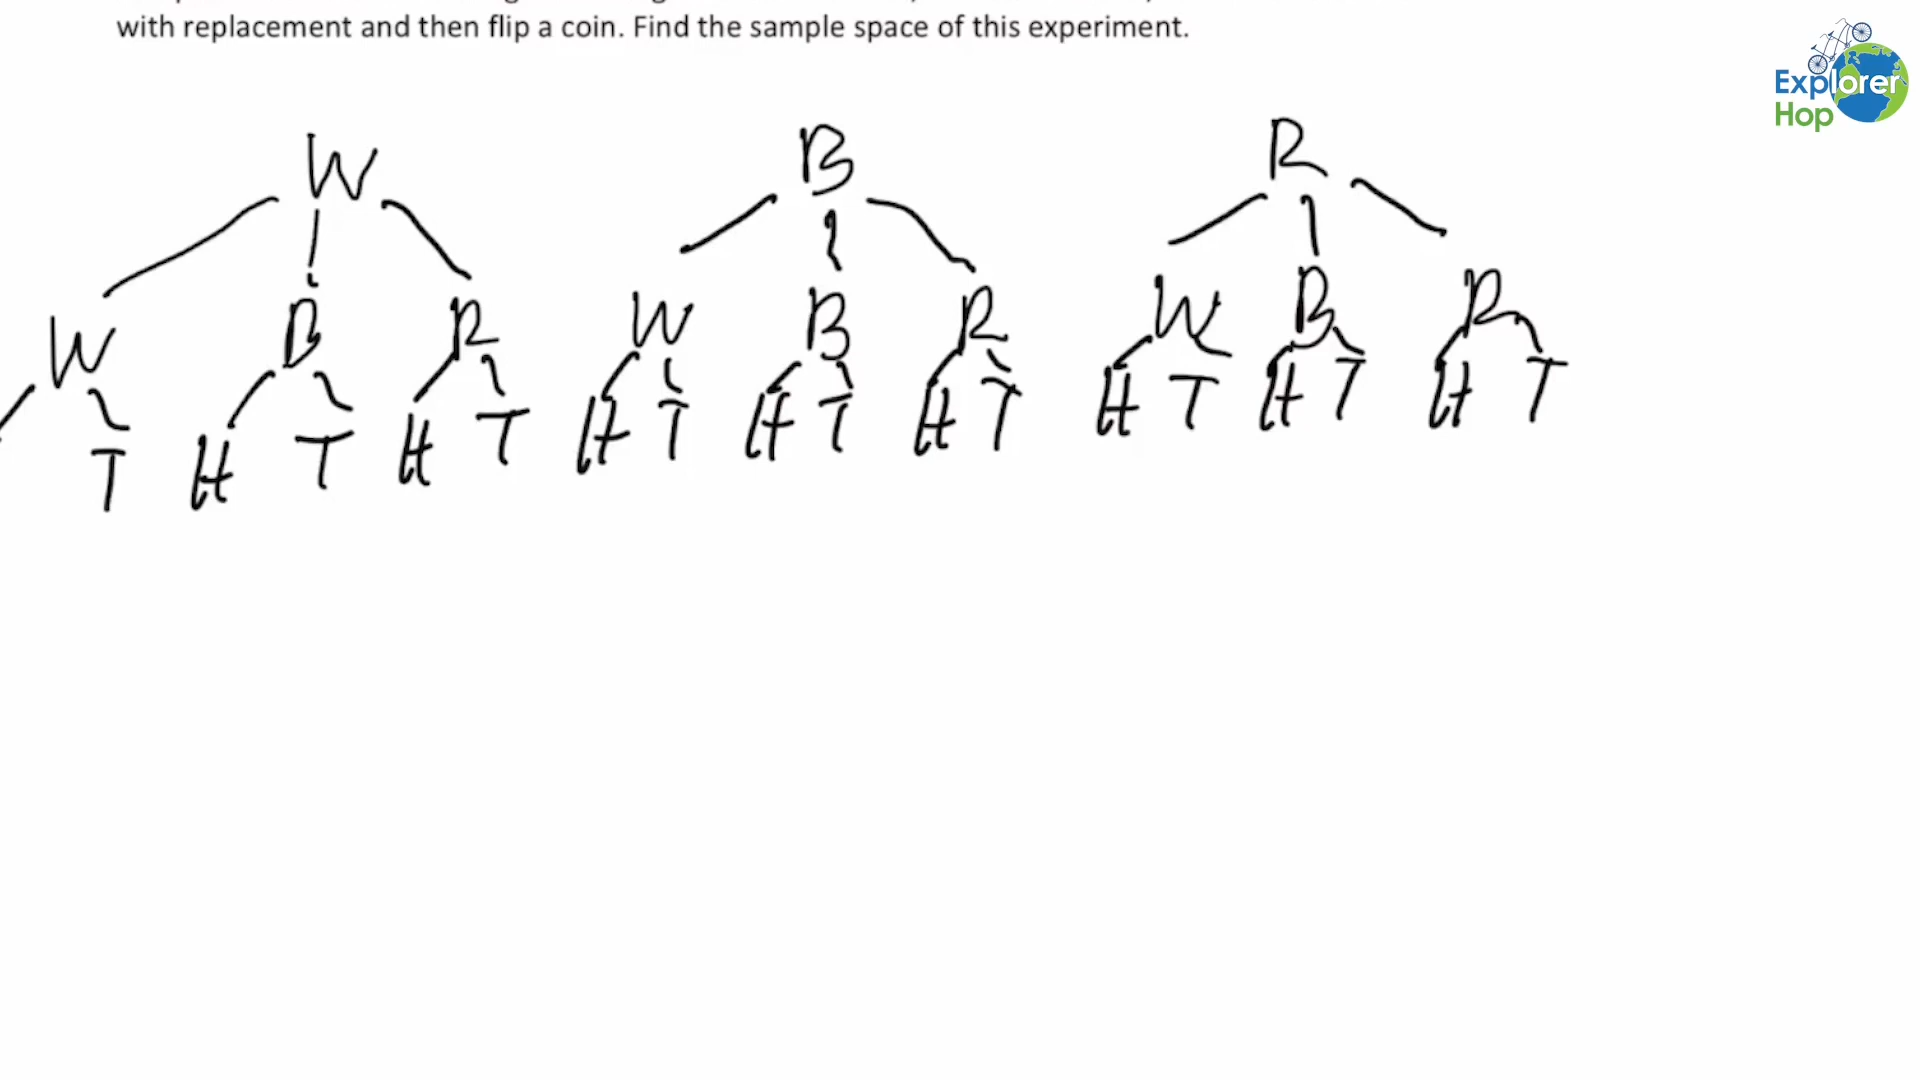 with replacement and then flip a coin. Find the sample space of this experiment.
Explorer
Hop
W B R
W B R W B R W B R
T H T H T H T H T H T H T H T H T